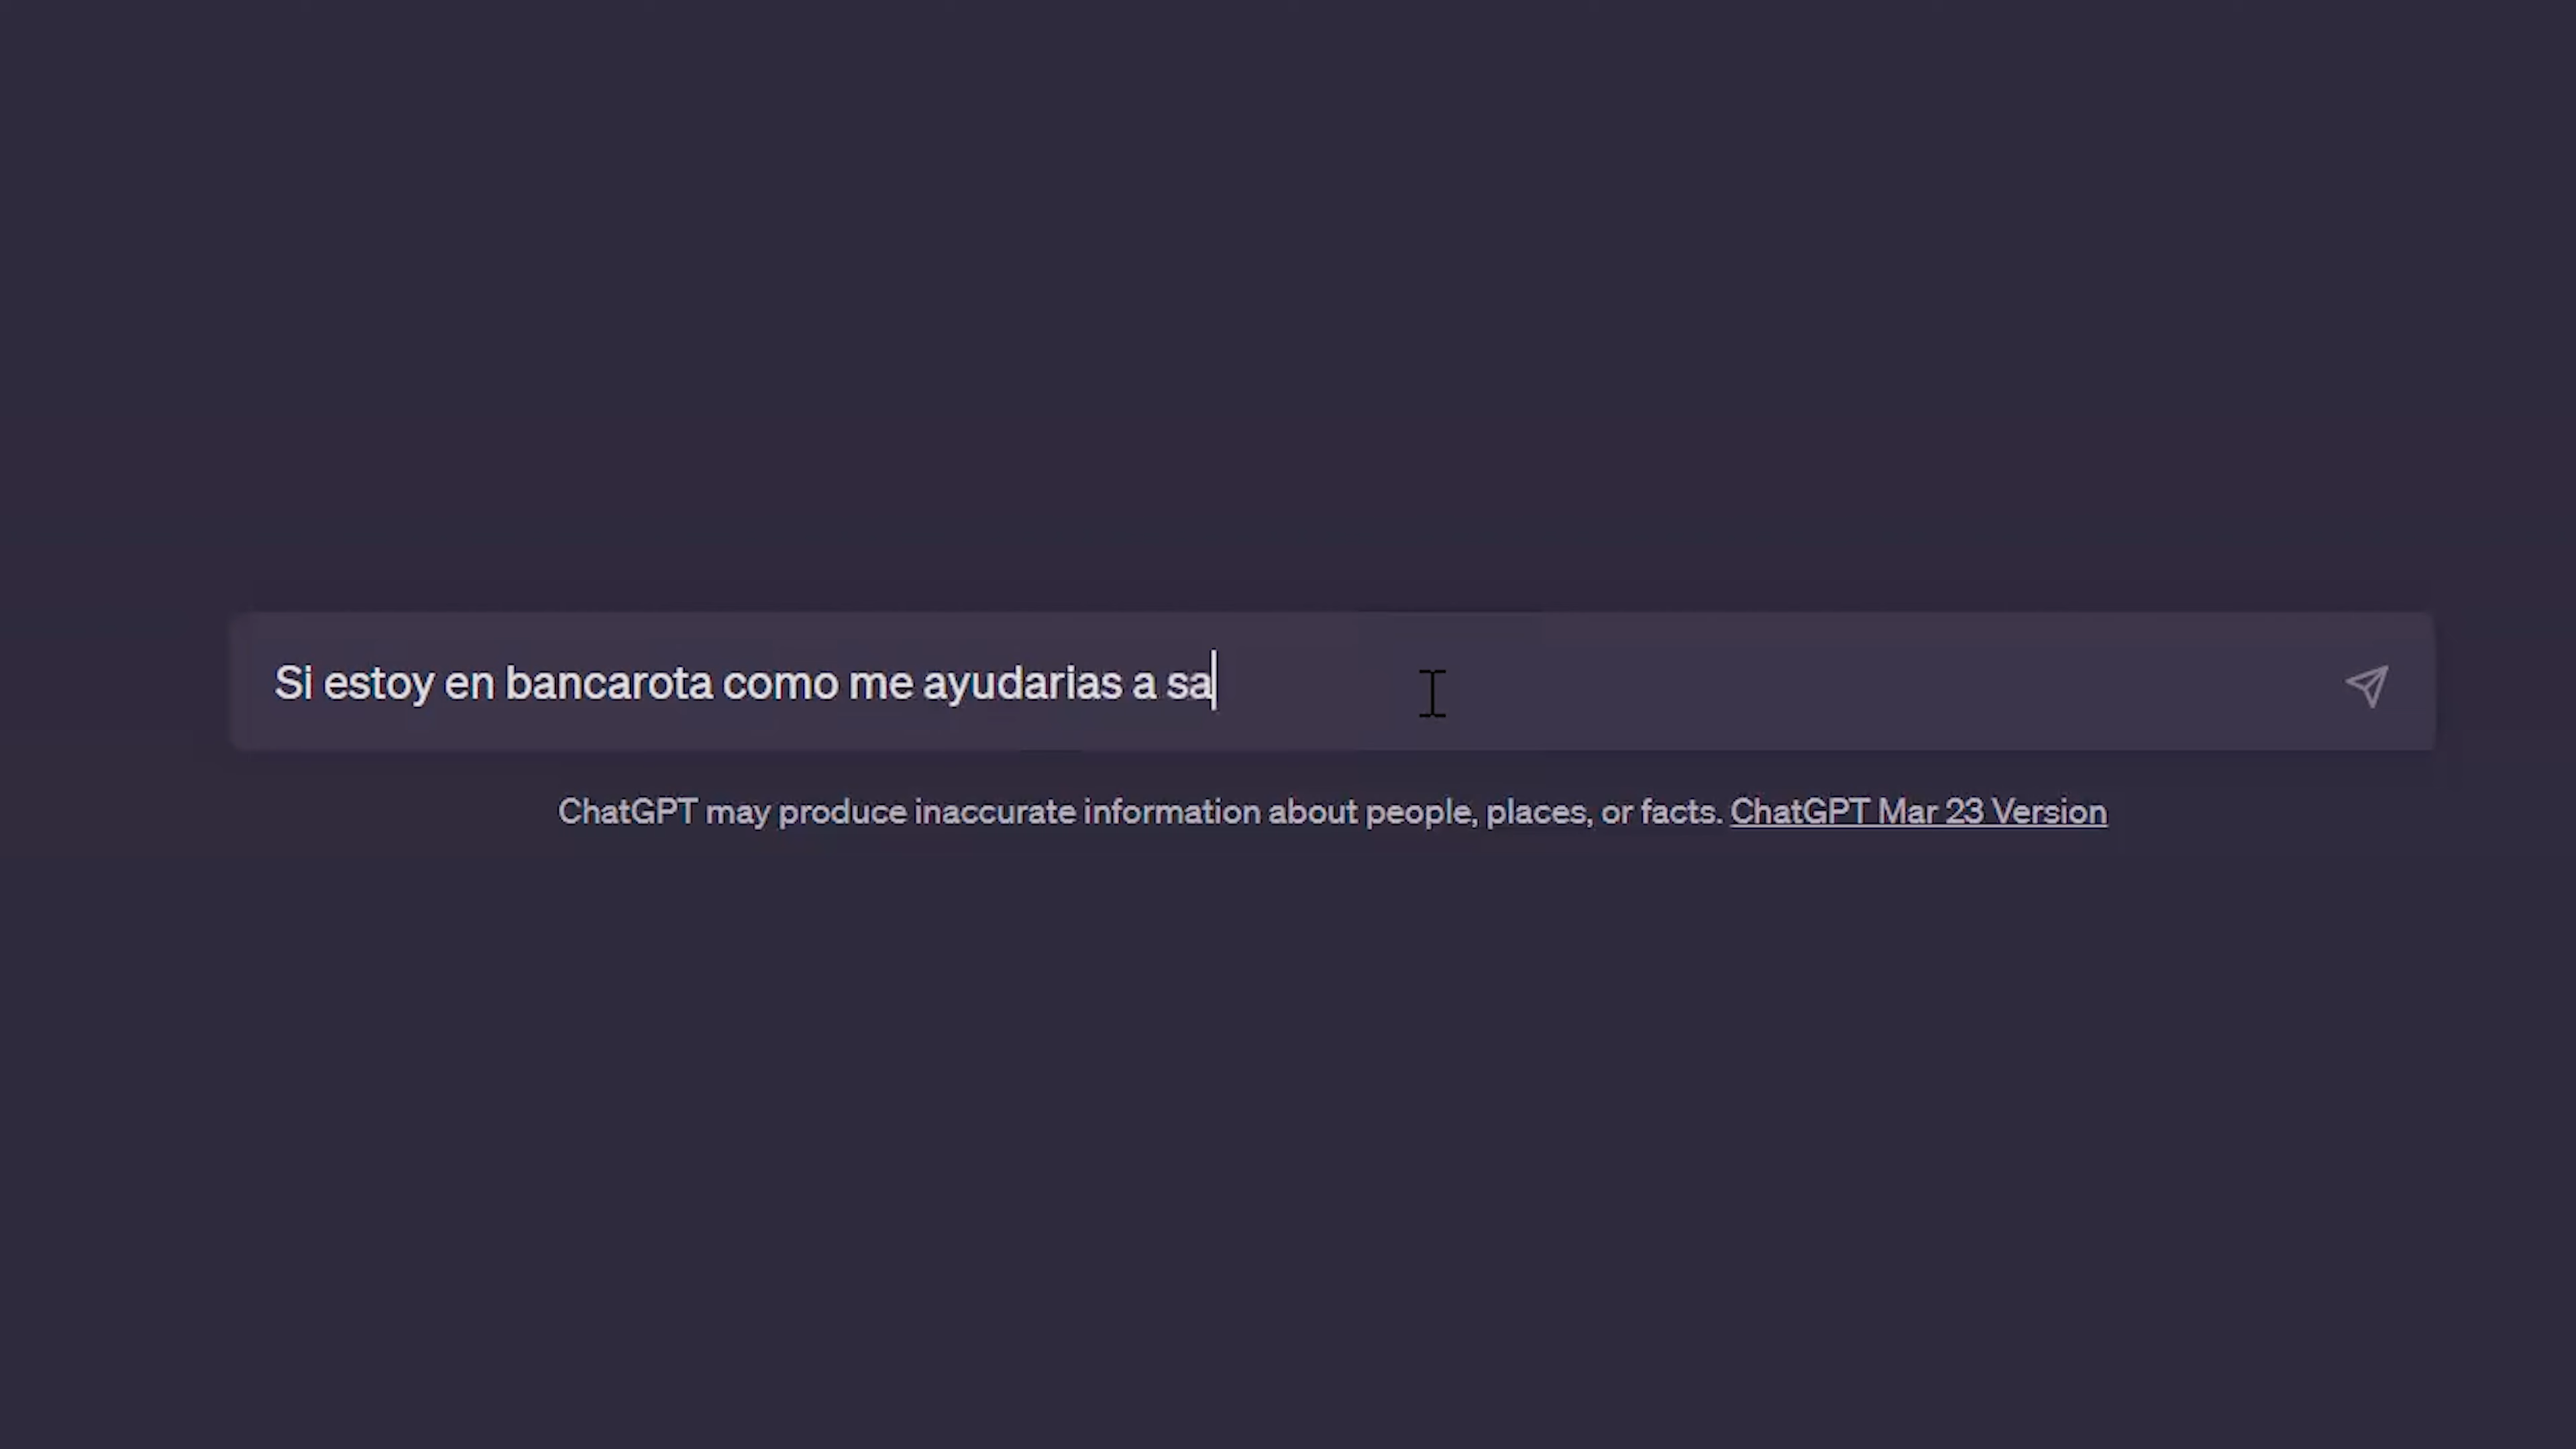 Si estoy en bancarota como me ayudarias a sa
ChatGPT may produce inaccurate information about people, places, or facts. ChatGPT Mar 23 Version